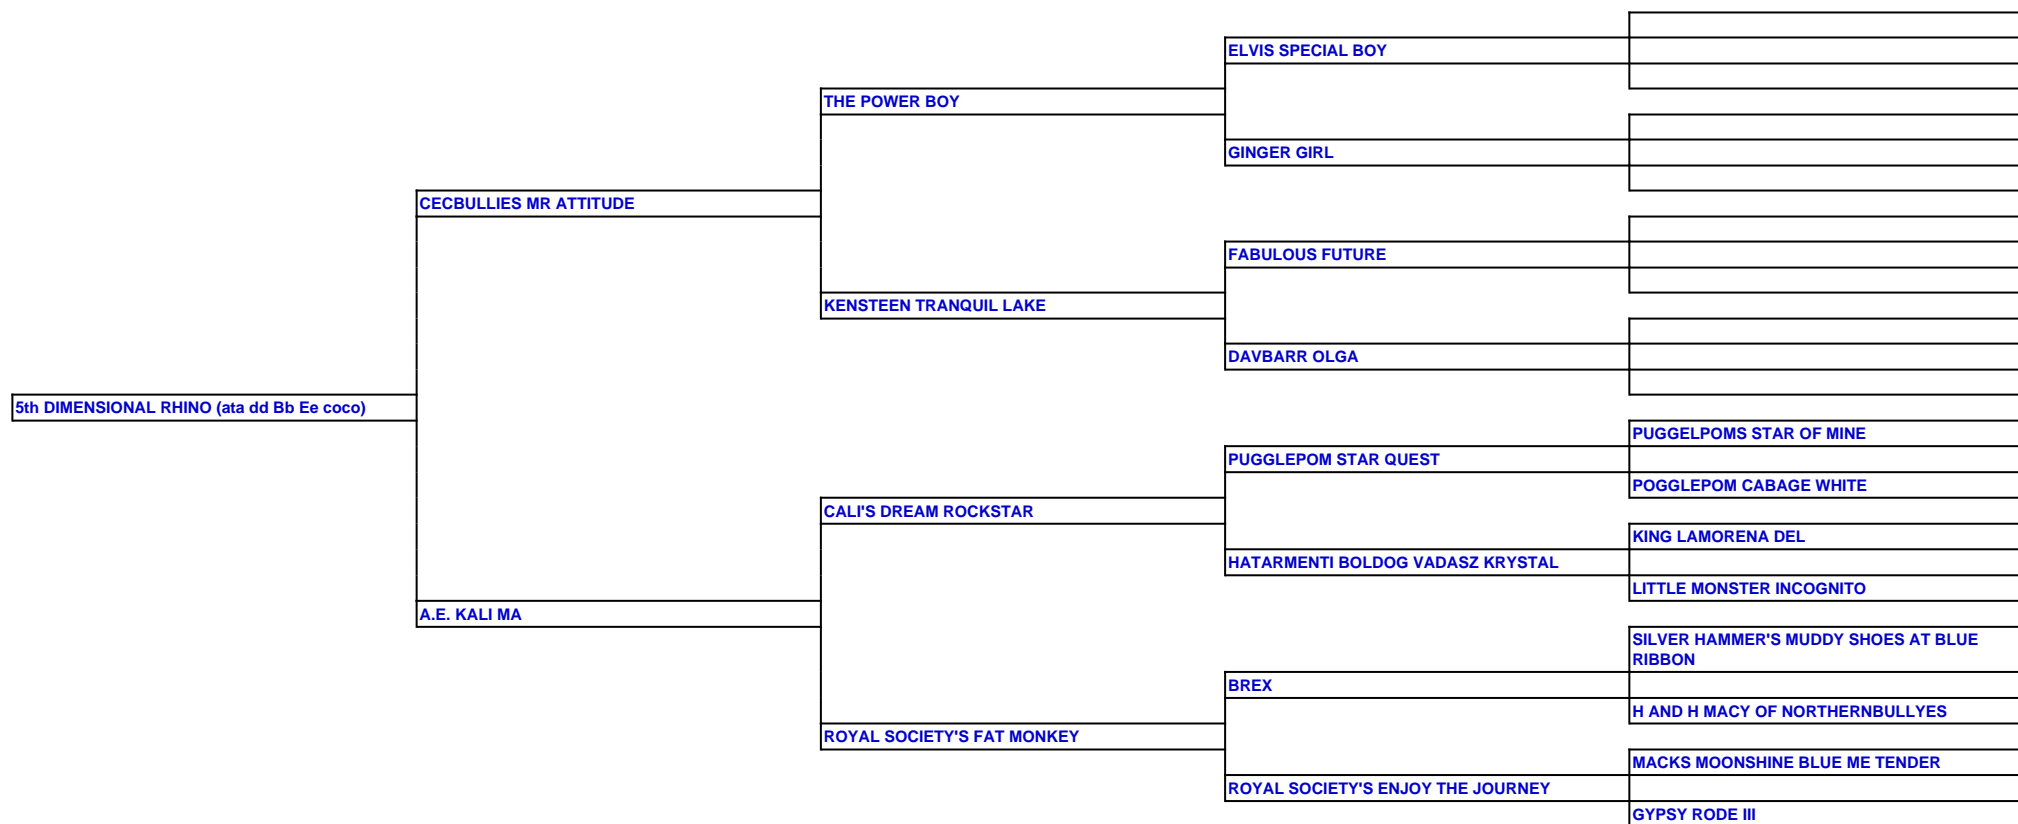 ELVIS SPECIAL BOY
THE POWER BOY
GINGER GIRL
CECBULLIES MR ATTITUDE
FABULOUS FUTURE
KENSTEEN TRANQUIL LAKE
DAVBARR OLGA
5th DIMENSIONAL RHINO (ata dd Bb Ee coco)
PUGGELPOMS STAR OF MINE
PUGGLEPOM STAR QUEST
POGGLEPOM CABAGE WHITE
CALI'S DREAM ROCKSTAR
KING LAMORENA DEL
HATARMENTI BOLDOG VADASZ KRYSTAL
LITTLE MONSTER INCOGNITO
A.E. KALI MA
SILVER HAMMER'S MUDDY SHOES AT BLUE
RIBBON
BREX
H AND H MACY OF NORTHERNBULLYES
ROYAL SOCIETY'S FAT MONKEY
MACKS MOONSHINE BLUE ME TENDER
ROYAL SOCIETY'S ENJOY THE JOURNEY
GYPSY RODE III